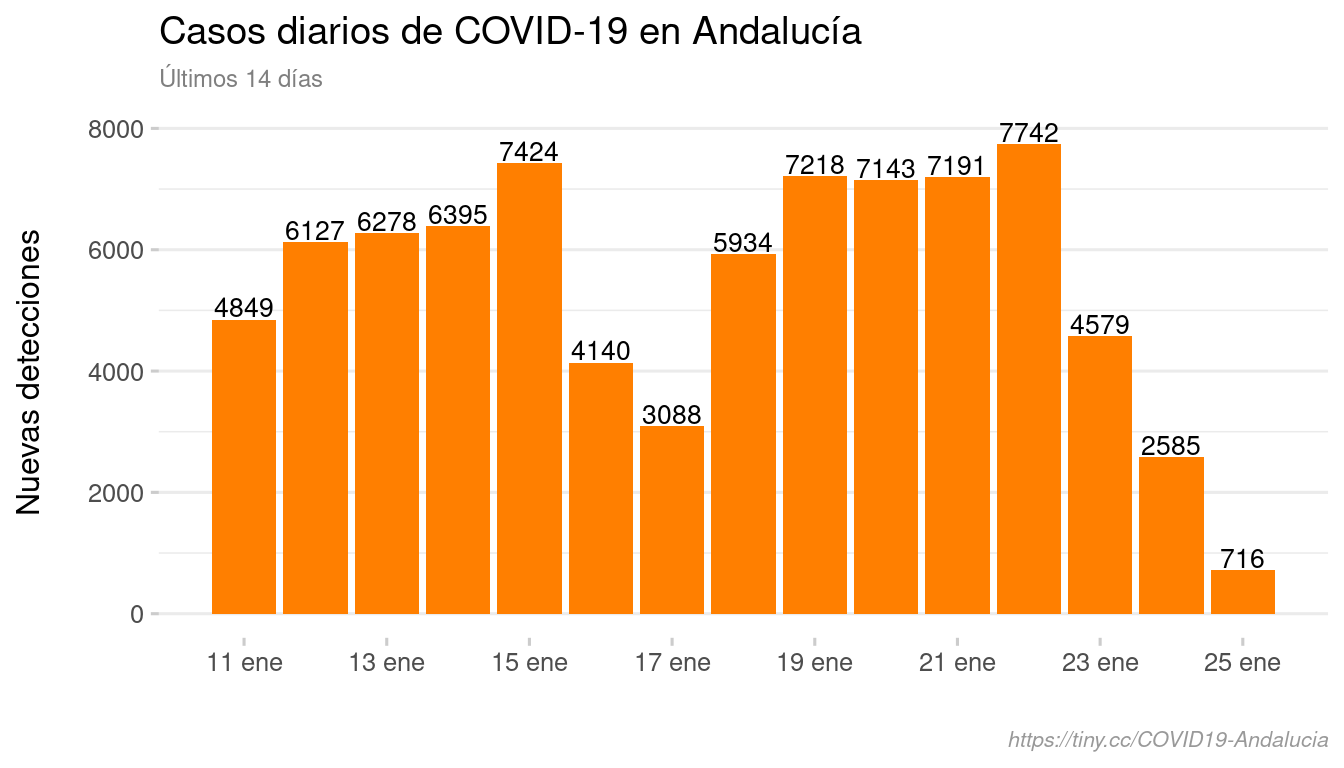 Casos diarios de COVID-19 en Andalucía
Últimos 14 días
Nuevas detecciones
8000
6000
4000
2000
0
4849
6127
6278
6395
7424
4140
3088
5934
7218
7143
7191
7742
4579
2585
716
11 ene
13 ene
15 ene
17 ene
19 ene
21 ene
23 ene
25 ene
https://tiny.cc/COVID19-Andalucia